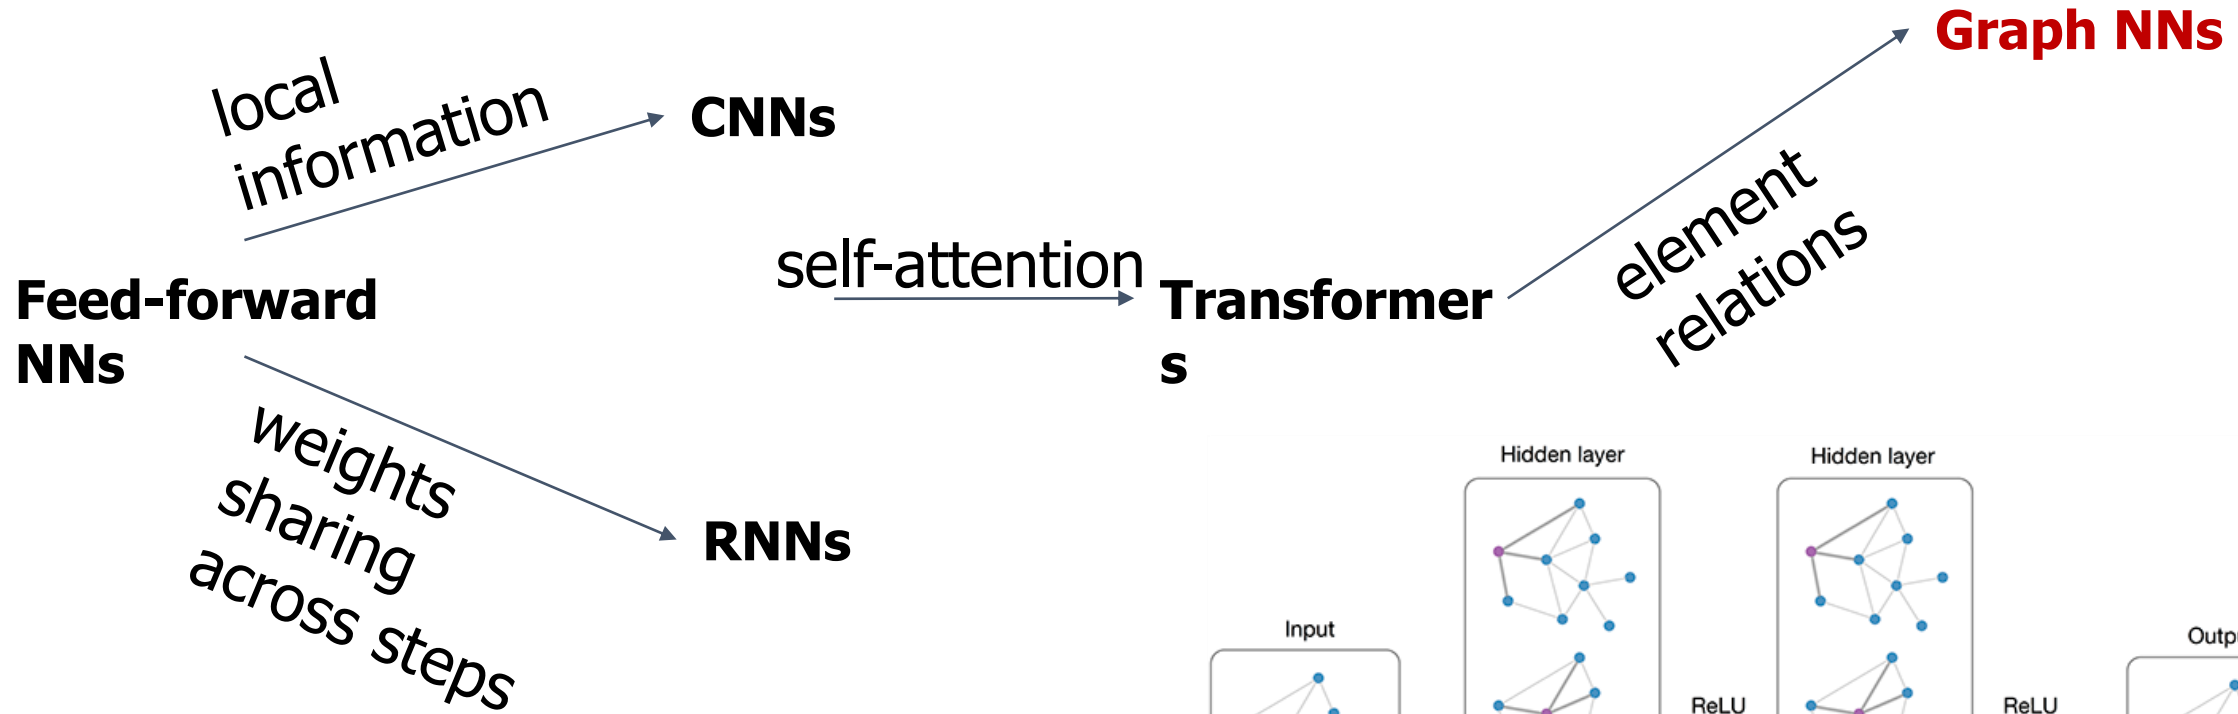 Graph NNs
local
information
CNNs
element
relations
self-attention
Feed-forward
NNs
Transformer
s
weights
sharing
across steps
RNNs
Hidden layer
Hidden layer
Input
Outpu
ReLU
ReLU